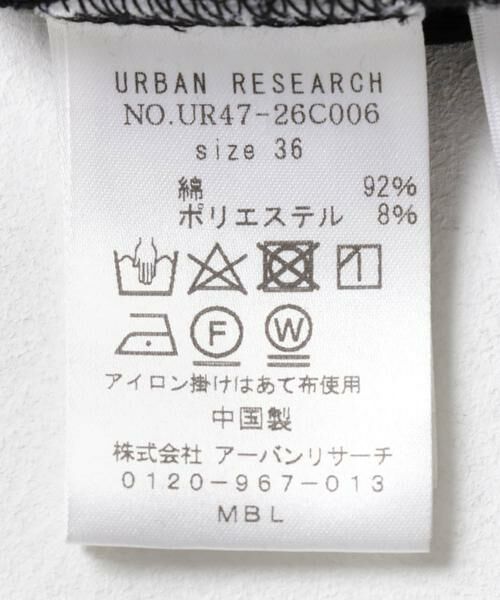 URBAN RESEARCH
NO.UR47-26C006
size 36
綿 92%
ポリエステル 8%
F W
アイロン掛けはあて布使用
中国製
株式会社 アーバンリサーチ
0120-967-013
MBL